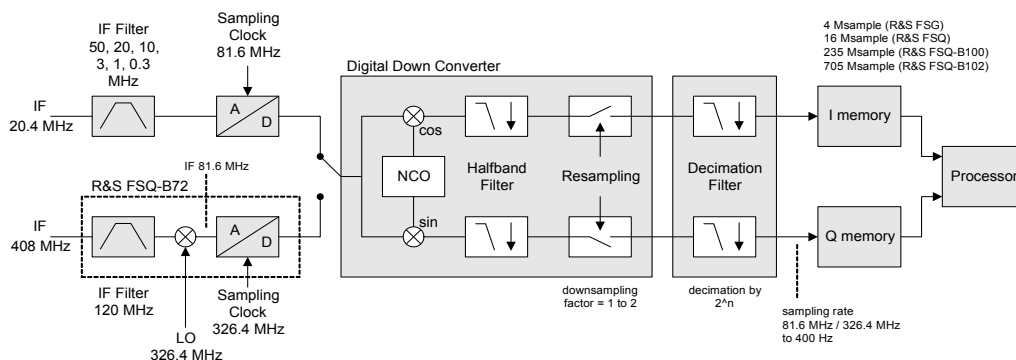 IF Filter
50, 20, 10,
3, 1, 0.3
MHz
Sampling
Clock
81.6 MHz
4 Msample (R&S FSG)
16 Msample (R&S FSQ)
235 Msample (R&S FSQ-B100)
705 Msample (R&S FSQ-B102)
Digital Down Converter
IF
20.4 MHz
A
D
cos
NCO
sin
Halfband
Filter
Resampling
Decimation
Filter
I memory
Processor
Q memory
IF 81.6 MHz
R&S FSQ-B72
IF
408 MHz
A
D
IF Filter
120 MHz
Sampling
Clock
326.4 MHz
LO
326.4 MHz
downsampling
factor = 1 to 2
decimation by
2^n
sampling rate
81.6 MHz / 326.4 MHz
to 400 Hz